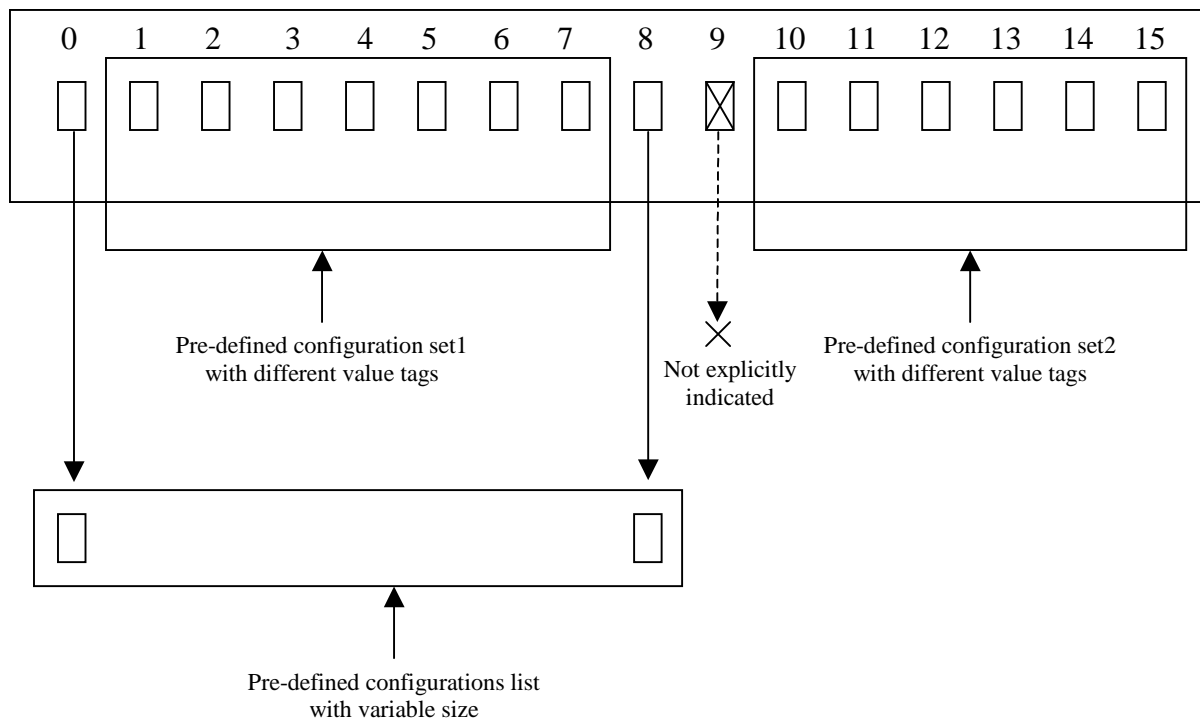 0 1 2 3 4 5 6 7 8 9 10 11 12 13 14 15
Pre-defined configuration set1
with different value tags
Not explicitly
indicated
Pre-defined configuration set2
with different value tags
Pre-defined configurations list
with variable size